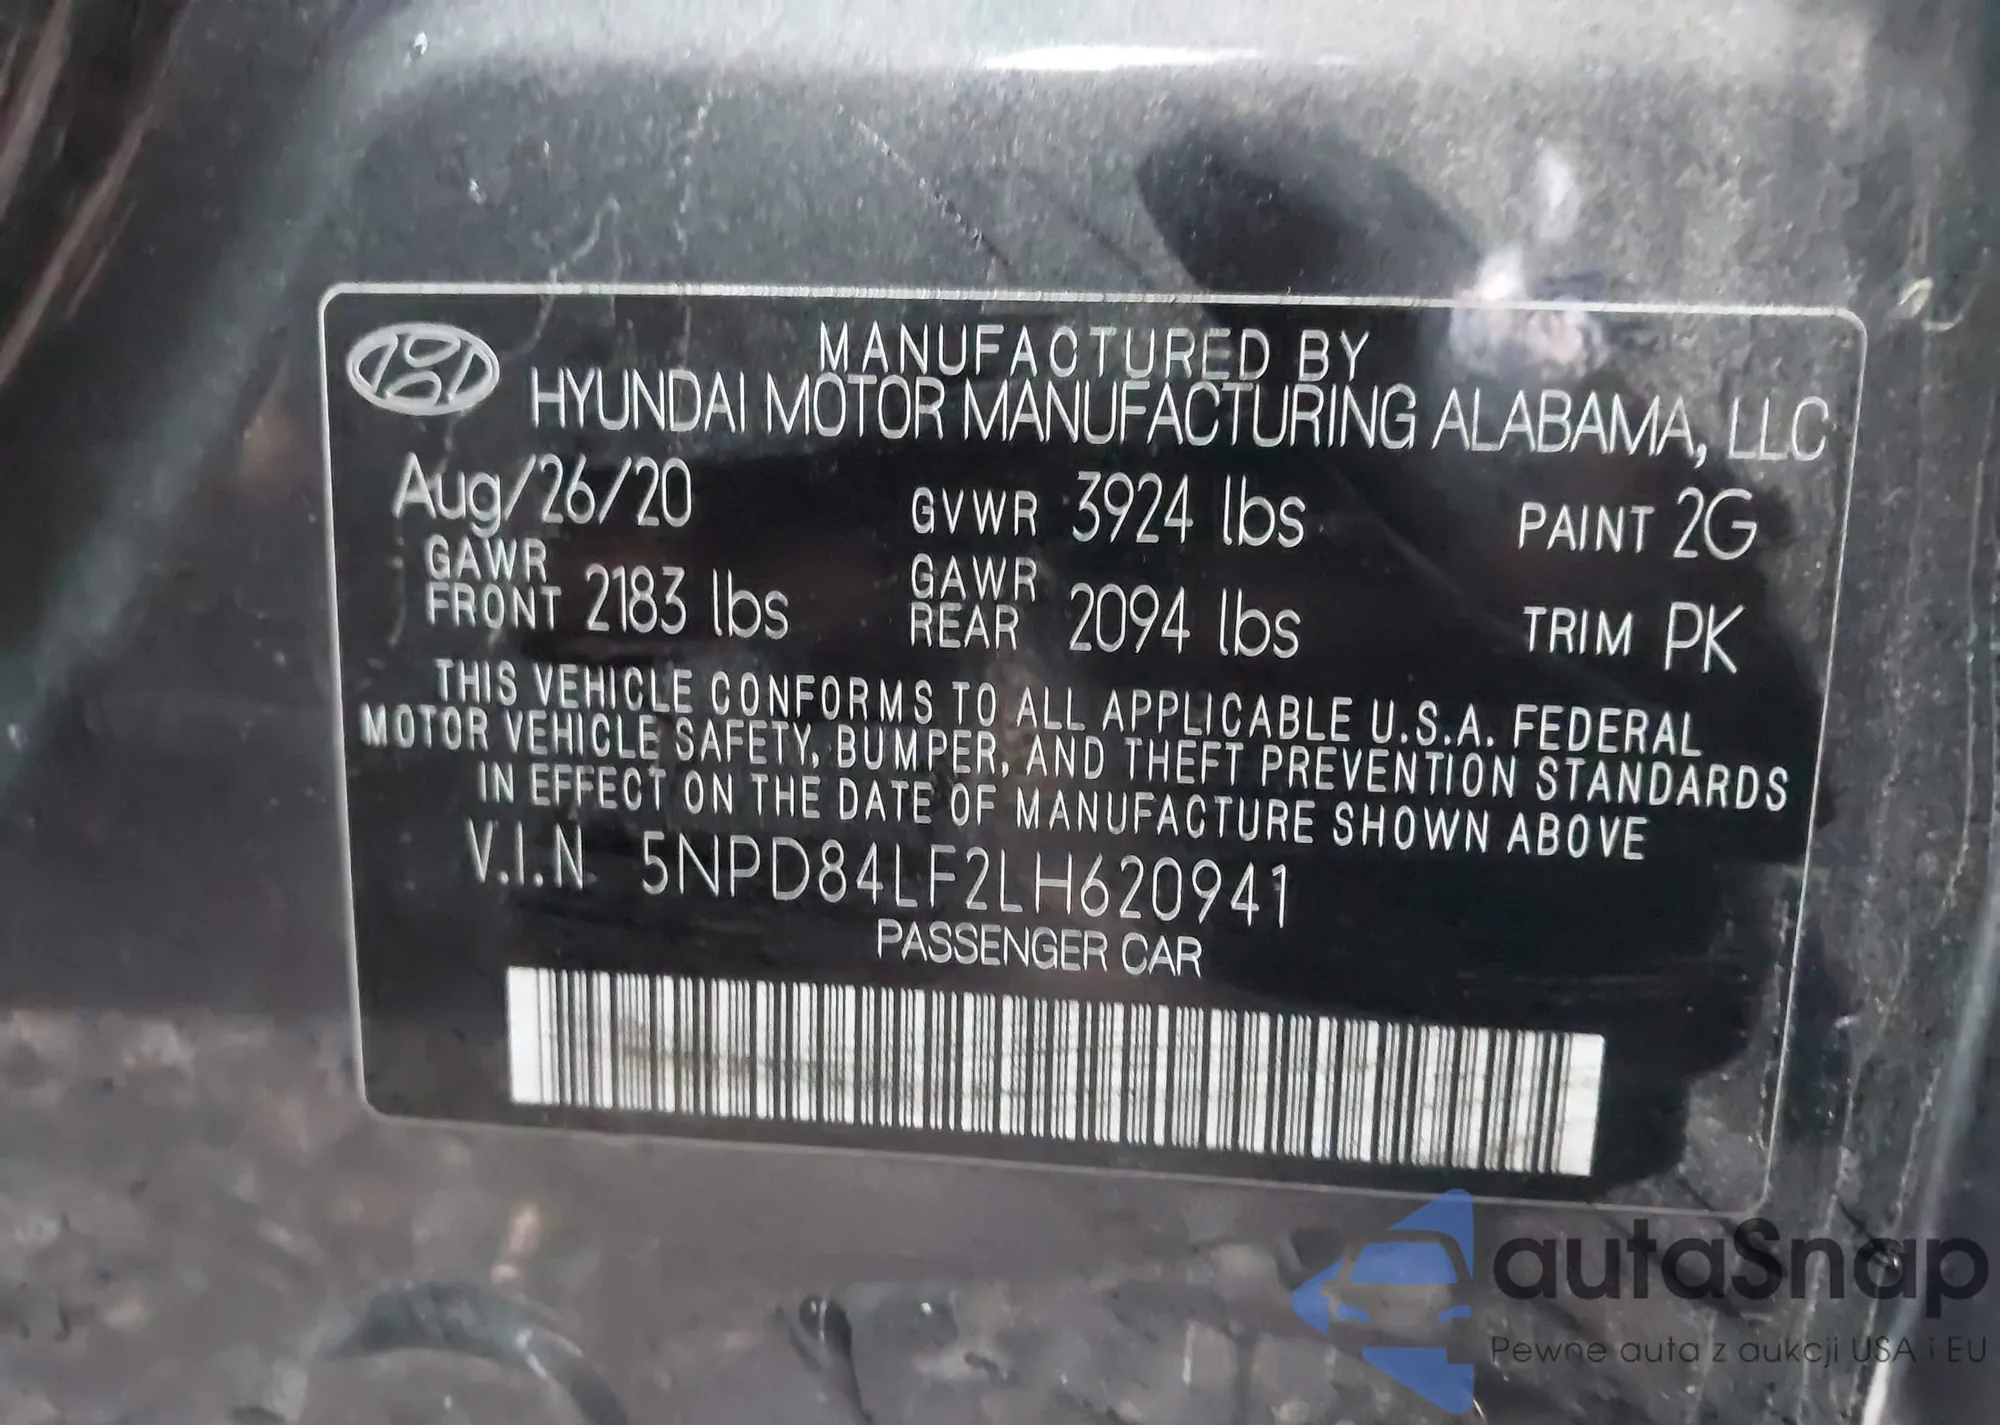 MANUFACTURED BY
HYUNDAI MOTOR MANUFACTURING ALABAMA, LLC
Aug/26/20 GVWR 3924 lbs PAINT 2G
GAWR FRONT 2183 lbs GAWR REAR 2094 lbs TRIM PK
THIS VEHICLE CONFORMS TO ALL APPLICABLE U.S.A. FEDERAL
MOTOR VEHICLE SAFETY, BUMPER, AND THEFT PREVENTION STANDARDS
IN EFFECT ON THE DATE OF MANUFACTURE SHOWN ABOVE
V.I.N 5NPD84LF2LH620941
PASSENGER CAR
autaSnap
Pewne auta z aukcji USA i EU